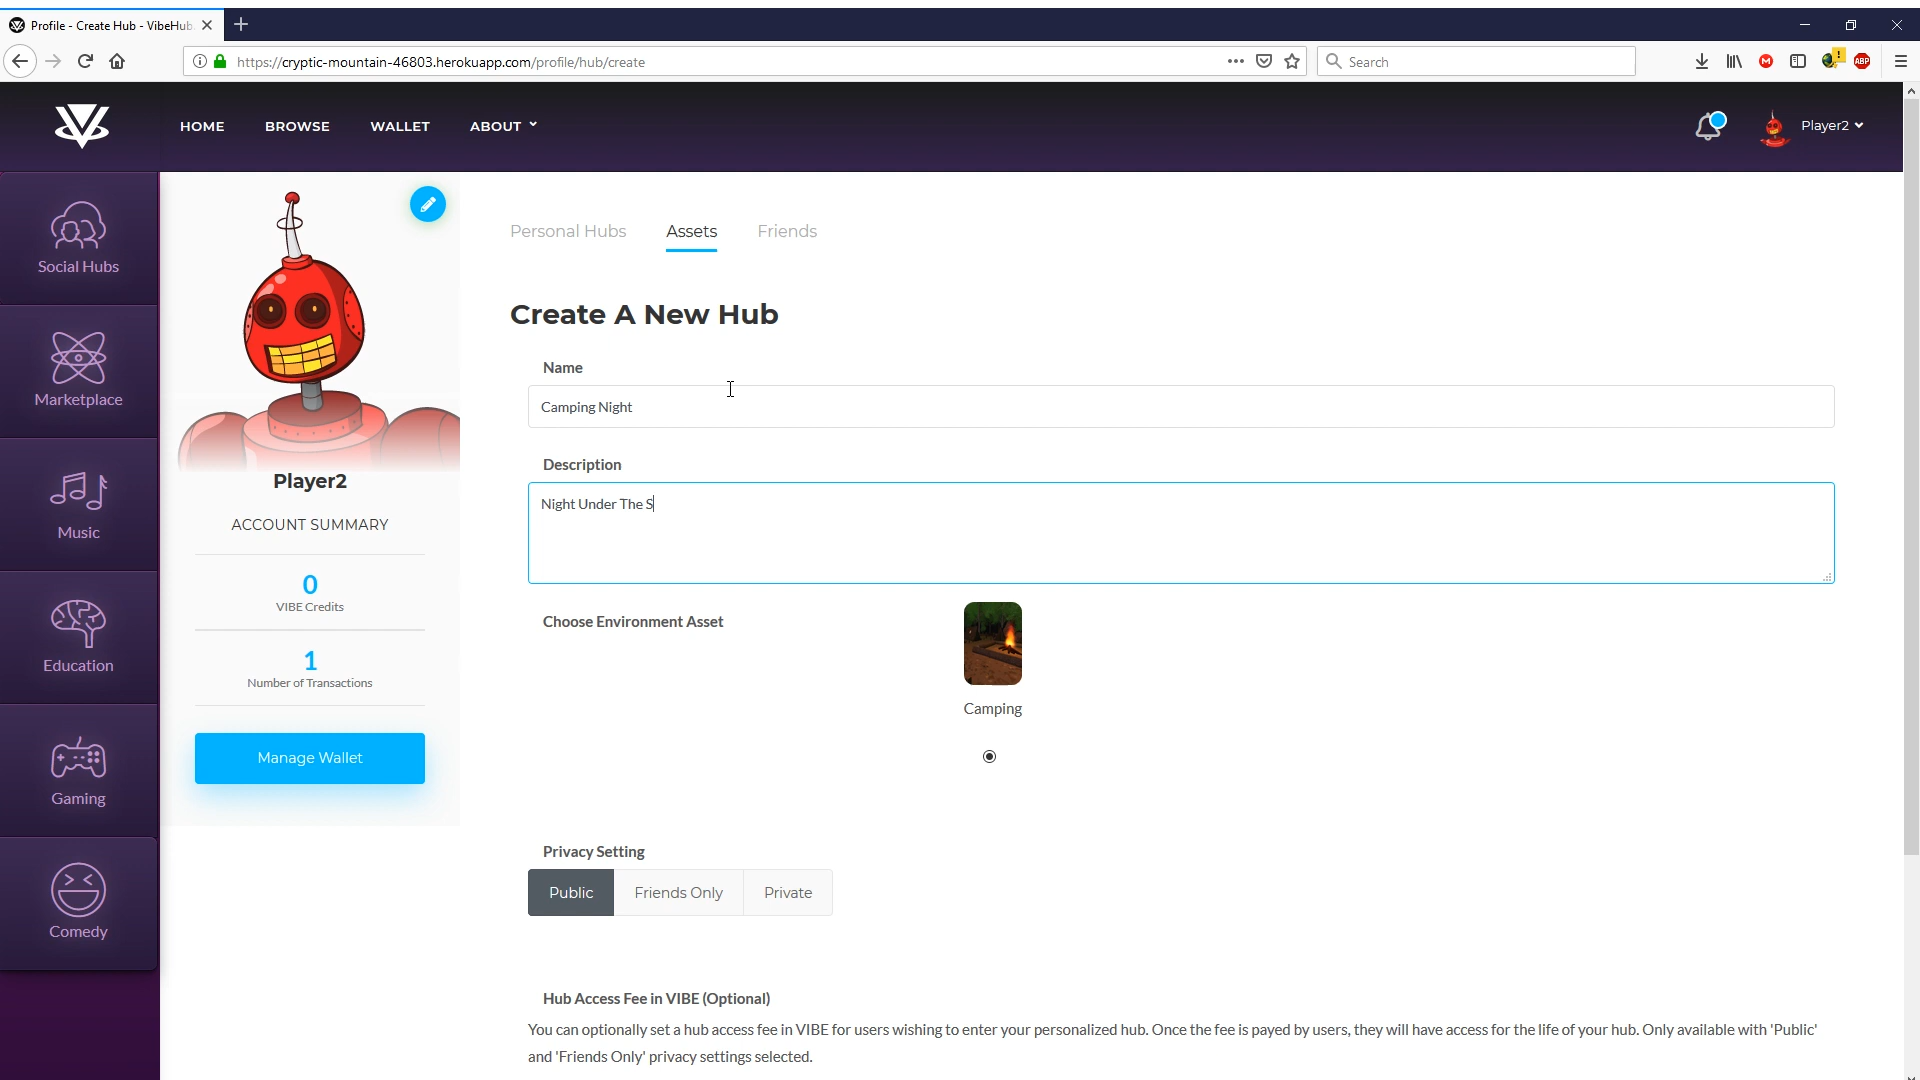 Profile - Create Hub - VibeHub
https://cryptic-mountain-46803.herokuapp.com/profile/hub/create
Search
M
!
ABP
HOME
BROWSE
WALLET
ABOUT
Player2
Social Hubs
Marketplace
Music
Education
Gaming
Comedy
Player2
ACCOUNT SUMMARY
0
VIBE Credits
1
Number of Transactions
Manage Wallet
Personal Hubs
Assets
Friends
Create A New Hub
Name
Camping Night
Description
Night Under The S
Choose Environment Asset
Camping
Privacy Setting
Public
Friends Only
Private
Hub Access Fee in VIBE (Optional)
You can optionally set a hub access fee in VIBE for users wishing to enter your personalized hub. Once the fee is payed by users, they will have access for the life of your hub. Only available with 'Public'
and 'Friends Only' privacy settings selected.